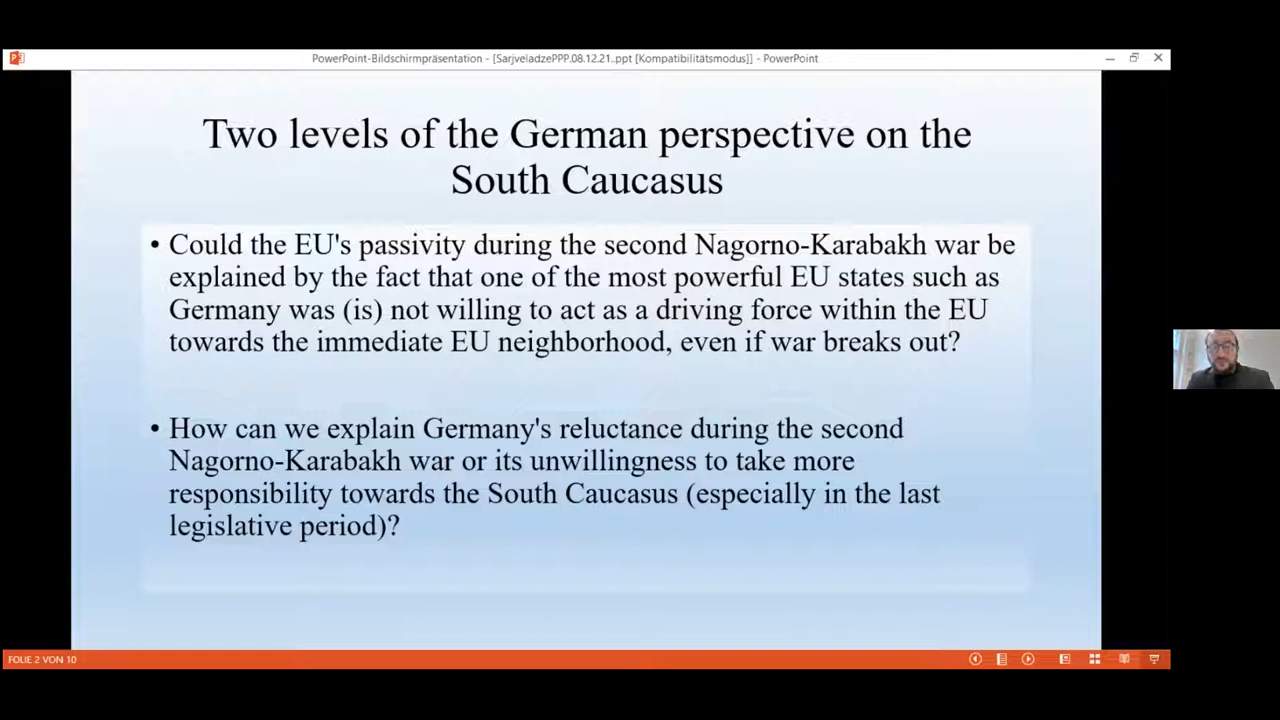 PowerPoint-Bildschirmpräsentation - [SarjveladzePPP.08.12.21..ppt [Kompatibilitätsmodus]] - PowerPoint
Two levels of the German perspective on the
South Caucasus
• Could the EU's passivity during the second Nagorno-Karabakh war be
explained by the fact that one of the most powerful EU states such as
Germany was (is) not willing to act as a driving force within the EU
towards the immediate EU neighborhood, even if war breaks out?
• How can we explain Germany's reluctance during the second
Nagorno-Karabakh war or its unwillingness to take more
responsibility towards the South Caucasus (especially in the last
legislative period)?
FOLIE 2 VON 10